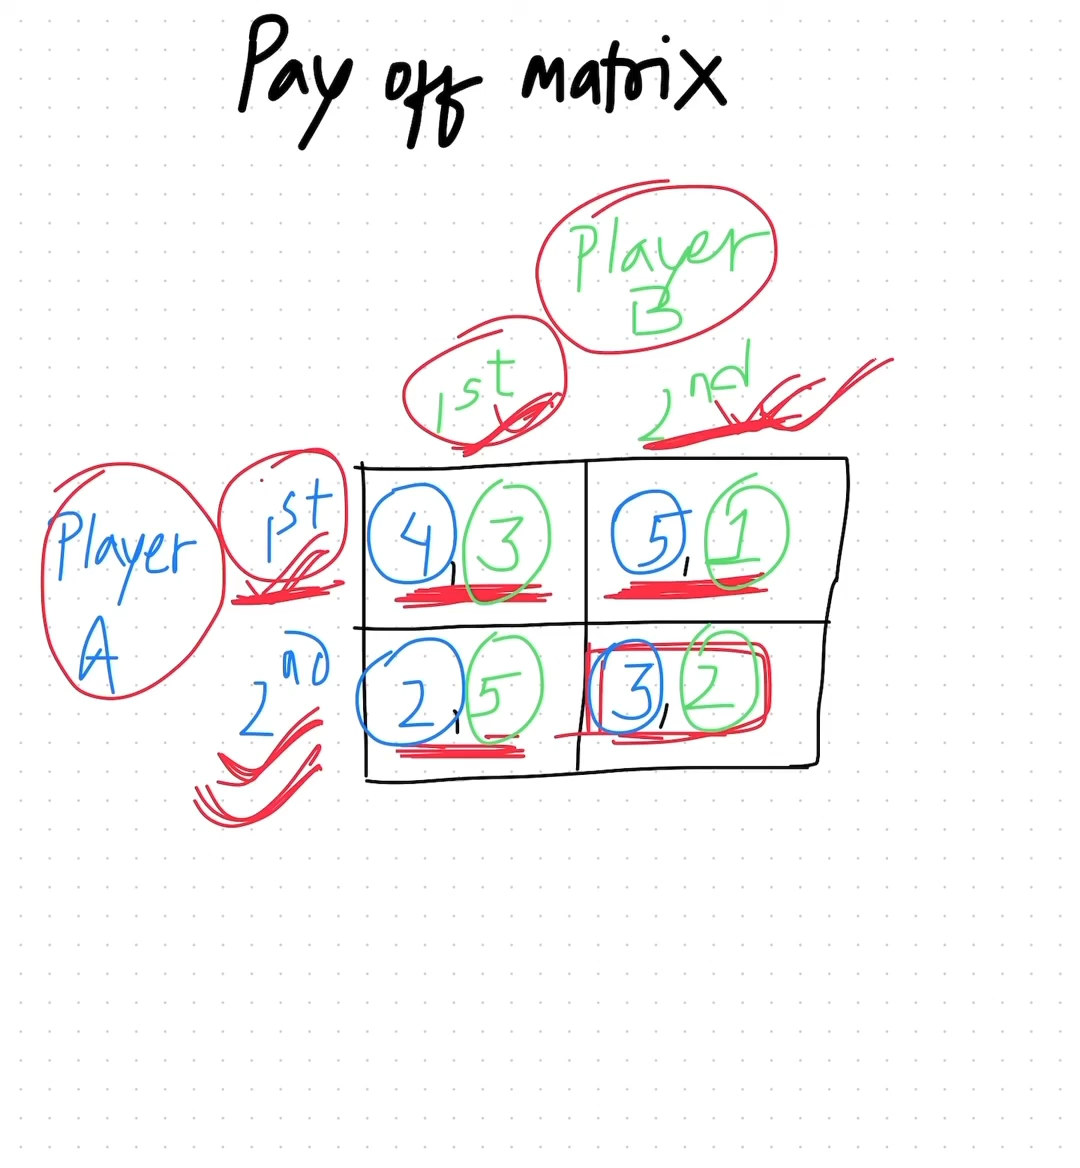 Pay off matrix
Player
B
1st 2nd
Player
A
1st 4, 3 5, 1
2nd 2, 5 3, 2